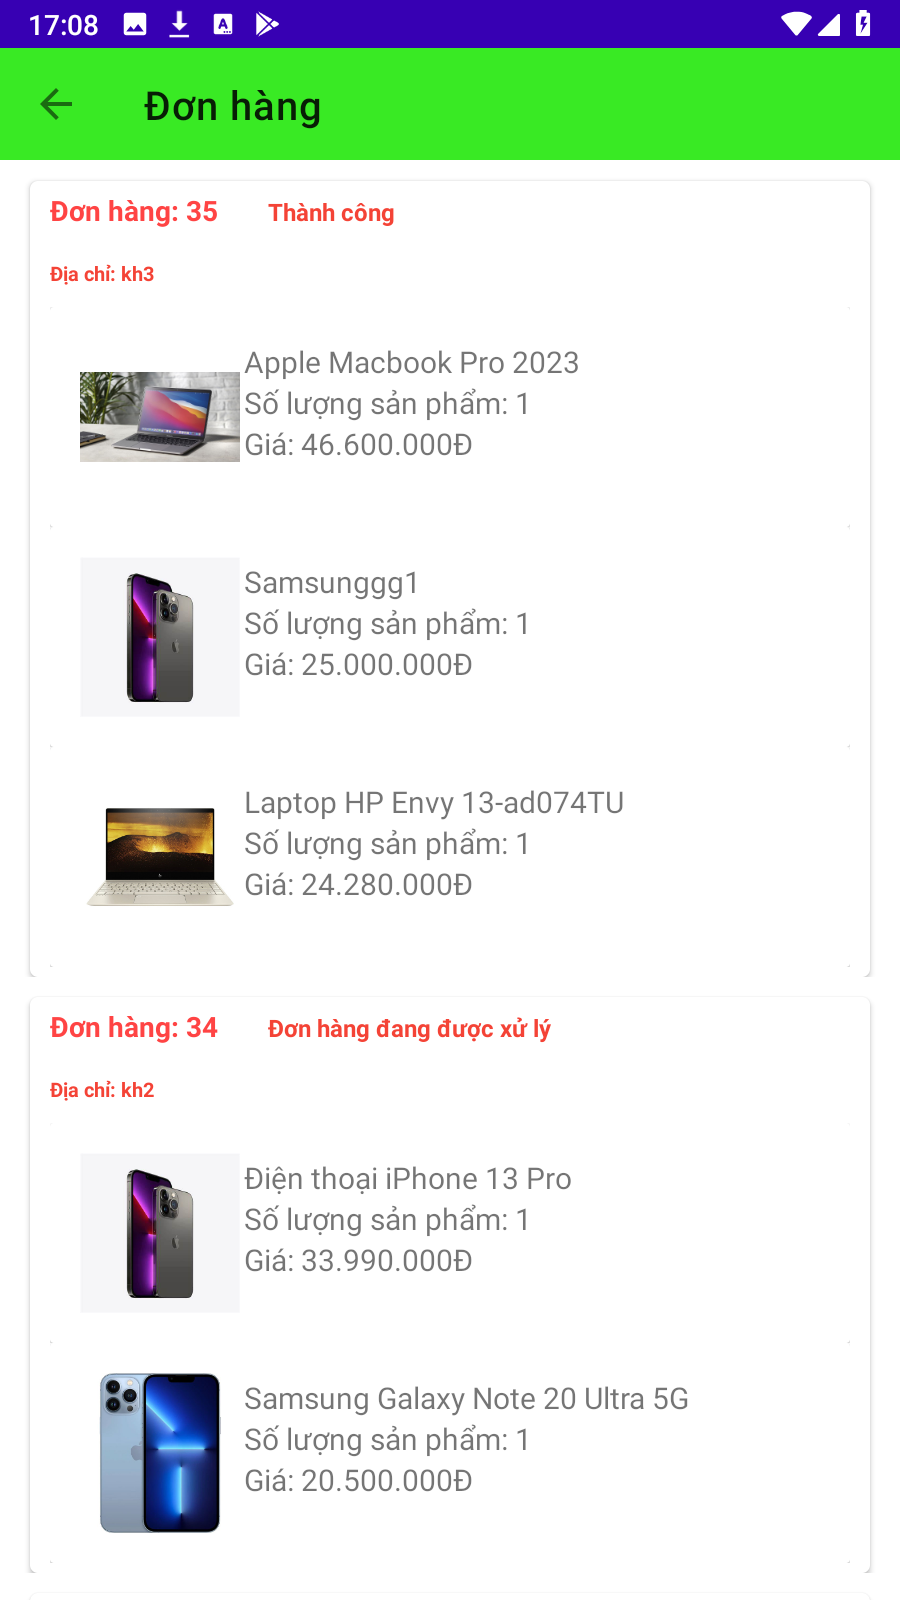 17:08
Đơn hàng
Đơn hàng: 35 Thành công
Địa chỉ: kh3
Apple Macbook Pro 2023
Số lượng sản phẩm: 1
Giá: 46.600.000Đ
Samsunggg1
Số lượng sản phẩm: 1
Giá: 25.000.000Đ
Laptop HP Envy 13-ad074TU
Số lượng sản phẩm: 1
Giá: 24.280.000Đ
Đơn hàng: 34 Đơn hàng đang được xử lý
Địa chỉ: kh2
Điện thoại iPhone 13 Pro
Số lượng sản phẩm: 1
Giá: 33.990.000Đ
Samsung Galaxy Note 20 Ultra 5G
Số lượng sản phẩm: 1
Giá: 20.500.000Đ